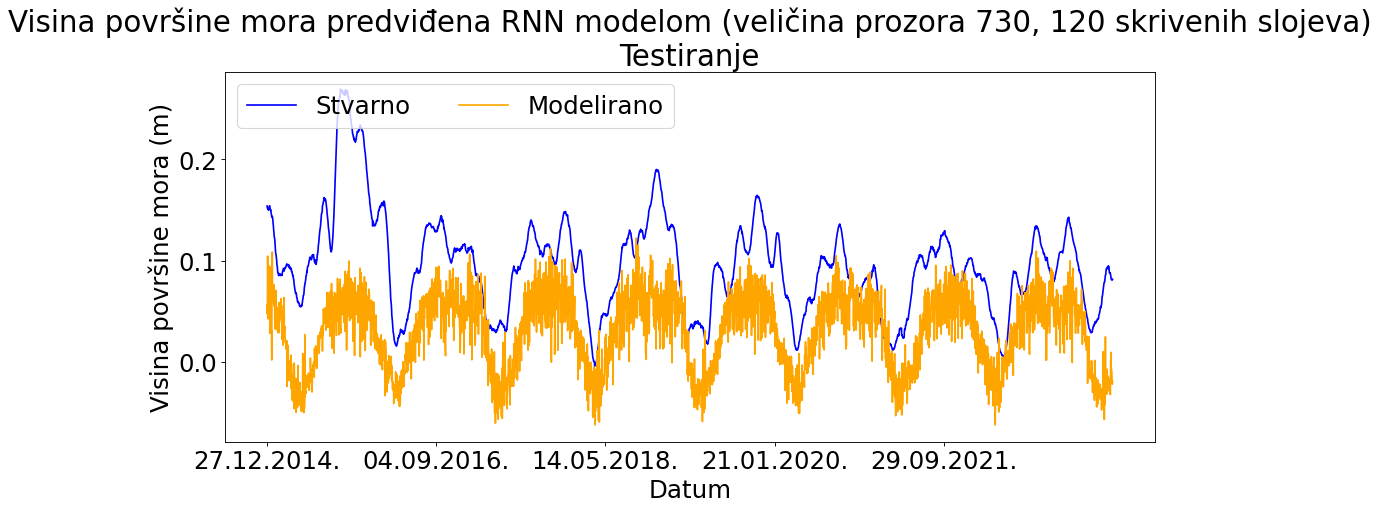 Visina površine mora predviđena RNN modelom (veličina prozora 730, 120 skrivenih slojeva)
Testiranje
Stvarno Modelirano
Visina površine mora (m)
0.2
0.1
0.0
27.12.2014. 04.09.2016. 14.05.2018. 21.01.2020. 29.09.2021.
Datum